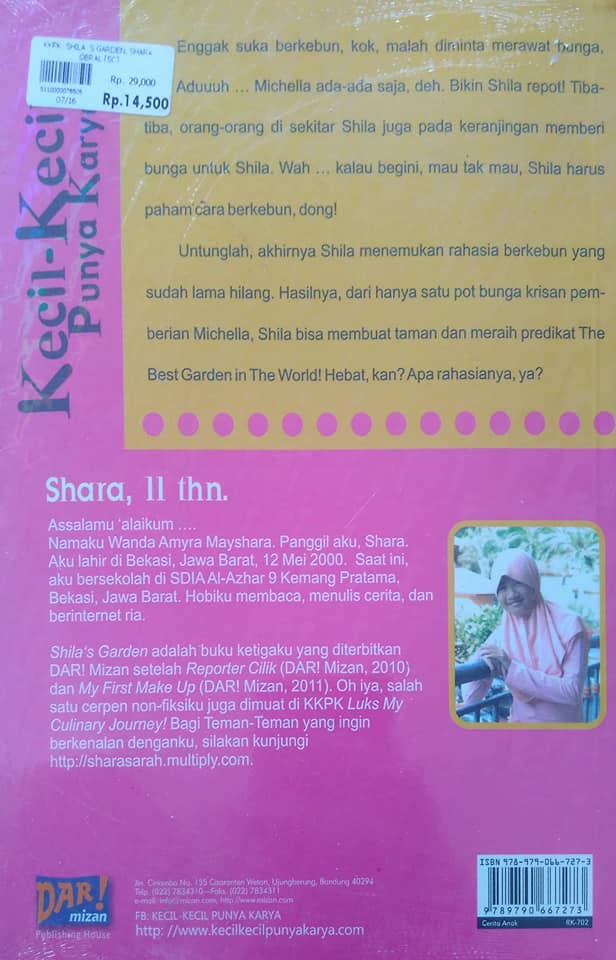 KKPK. SHILA`S GARDEN, SHARA
OBRAL [SC]
Rp. 29,000
07/16
Rp.14,500
Kecil-Keci
Punya Kary
Enggak suka berkebun, kok, malah diminta merawat bunga,
Aduuuh ... Michella ada-ada saja, deh. Bikin Shila repot! Tiba-
tiba, orang-orang di sekitar Shila juga pada keranjingan memberi
bunga untuk Shila. Wah ... kalau begini, mau tak mau, Shila harus
paham cara berkebun, dong!
Untunglah, akhirnya Shila menemukan rahasia berkebun yang
sudah lama hilang. Hasilnya, dari hanya satu pot bunga krisan pem-
berian Michella, Shila bisa membuat taman dan meraih predikat The
Best Garden in The World! Hebat, kan? Apa rahasianya, ya?
Shara, 11 thn.
Assalamu ‘alaikum ....
Namaku Wanda Amyra Mayshara. Panggil aku, Shara.
Aku lahir di Bekasi, Jawa Barat, 12 Mei 2000. Saat ini,
aku bersekolah di SDIA Al-Azhar 9 Kemang Pratama,
Bekasi, Jawa Barat. Hobiku membaca, menulis cerita, dan
berinternet ria.
Shila‘s Garden adalah buku ketigaku yang diterbitkan
DAR! Mizan setelah Reporter Cilik (DAR! Mizan, 2010)
dan My First Make Up (DAR! Mizan, 2011). Oh iya, salah
satu cerpen non-fiksiku juga dimuat di KKPK Luks My
Culinary Journey! Bagi Teman-Teman yang ingin
berkenalan denganku, silakan kunjungi
http://sharasarah.multiply.com.
DAR!
mizan
Publishing House
Jln. Cinambo No. 135 Cisaranten Wetan, Ujungberung, Bandung 40294
Telp. (022) 7834310—Faks. (022) 7834311
e-mail: info@mizan.com, http://www.mizan.com
FB: KECIL-KECIL PUNYA KARYA
http: //www.kecilkecilpunyakarya.com
ISBN 978-979-066-727-3
9 789790 667273
Cerita Anak
RK-702